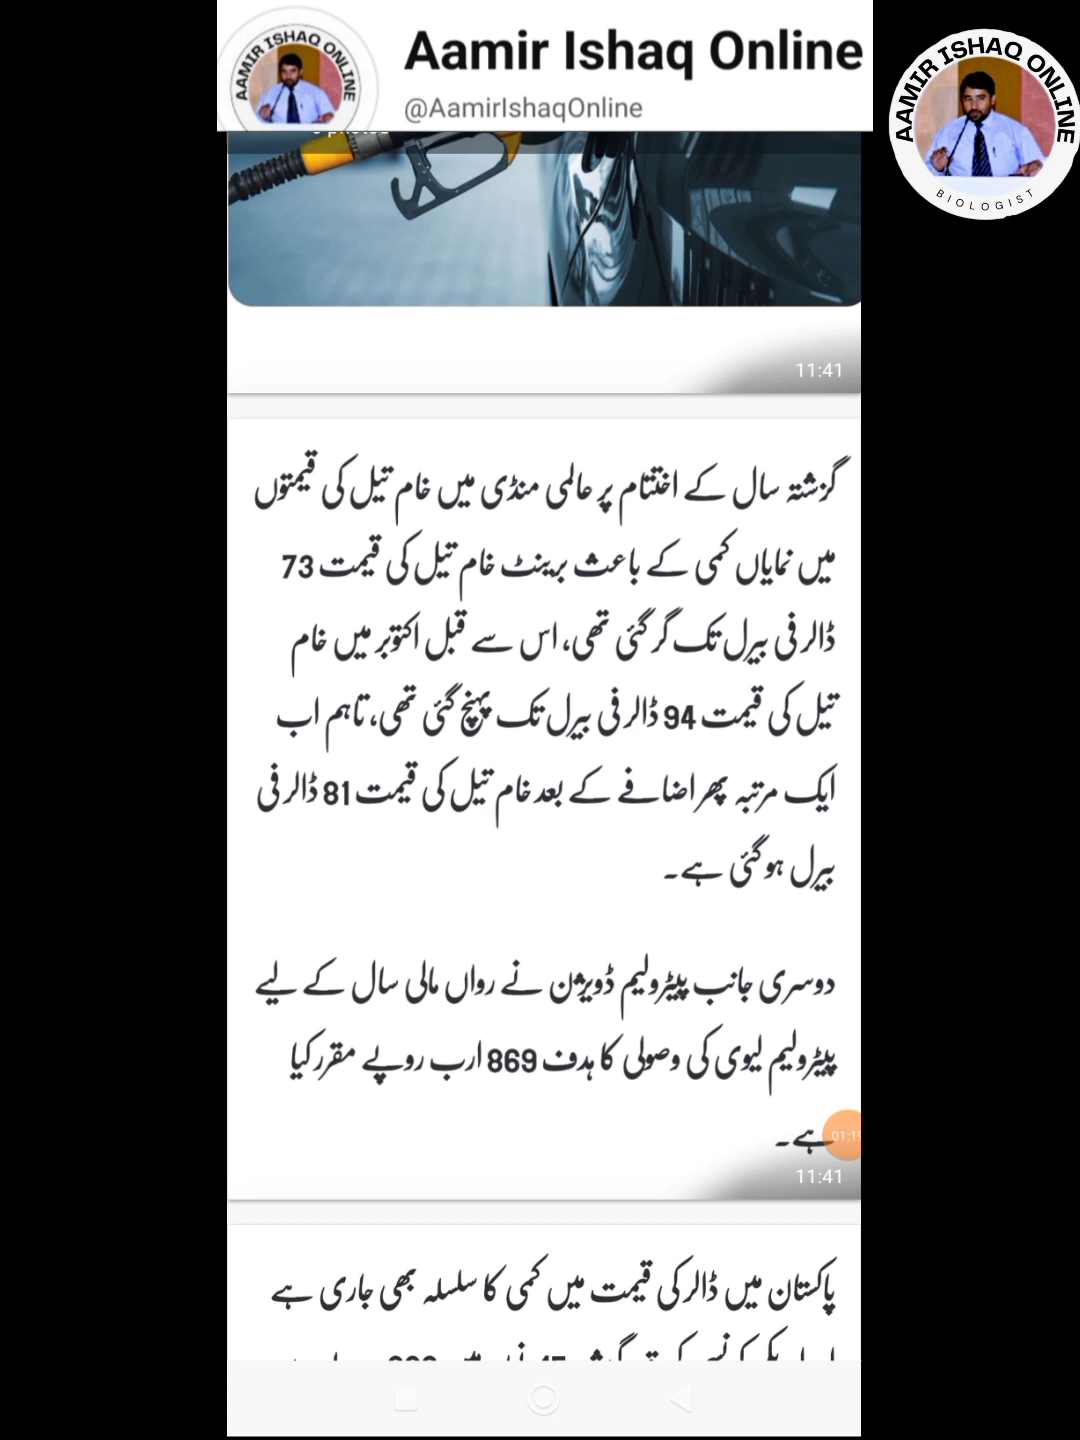 Aamir Ishaq Online
@AamirIshaqOnline
AAMIR ISHAQ ONLINE
AAMIR ISHAQ ONLINE
BIOLOGIST
11:41
گزشتہ سال کے اختتام پر عالمی منڈی میں خام تیل کی قیمتوں
میں نمایاں کمی کے باعث برینٹ خام تیل کی قیمت 73
ڈالر فی بیرل تک گر گئی تھی، اس سے قبل اکتوبر میں خام
تیل کی قیمت 94 ڈالر فی بیرل تک پہنچ گئی تھی، تاہم اب
ایک مرتبہ پھر اضافے کے بعد خام تیل کی قیمت 81 ڈالر فی
بیرل ہوگئی ہے۔
دوسری جانب پیٹرولیم ڈویژن نے رواں مالی سال کے لیے
پیٹرولیم لیوی کی وصولی کا ہدف 869 ارب روپے مقرر کیا
ہے۔
01:19
11:41
پاکستان میں ڈالر کی قیمت میں کمی کا سلسلہ بھی جاری ہے